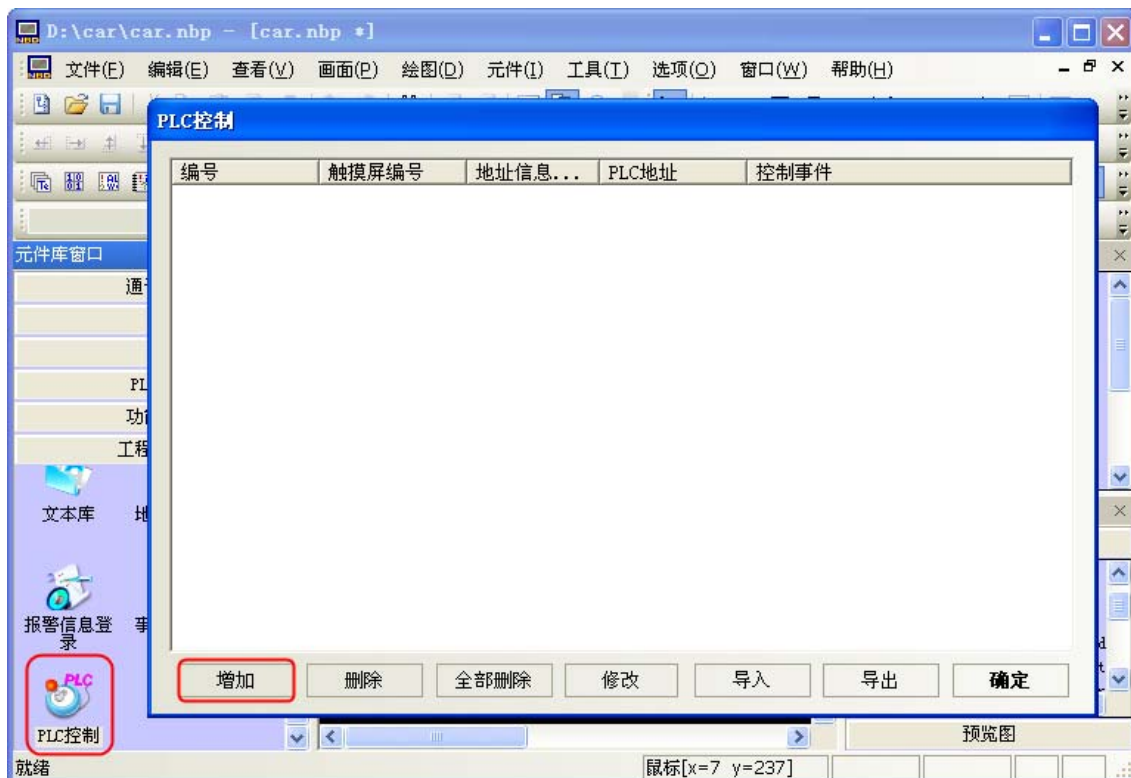 D:\car\car.nbp - [car.nbp *]
文件(F) 编辑(E) 查看(V) 画面(P) 绘图(D) 元件(I) 工具(T) 选项(O) 窗口(W) 帮助(H)
PLC控制
编号 触摸屏编号 地址信息... PLC地址 控制事件
元件库窗口
文本库
报警信息登
录
PLC
PLC控制
增加 删除 全部删除 修改 导入 导出 确定
预览图
就绪 鼠标[x=7 y=237]